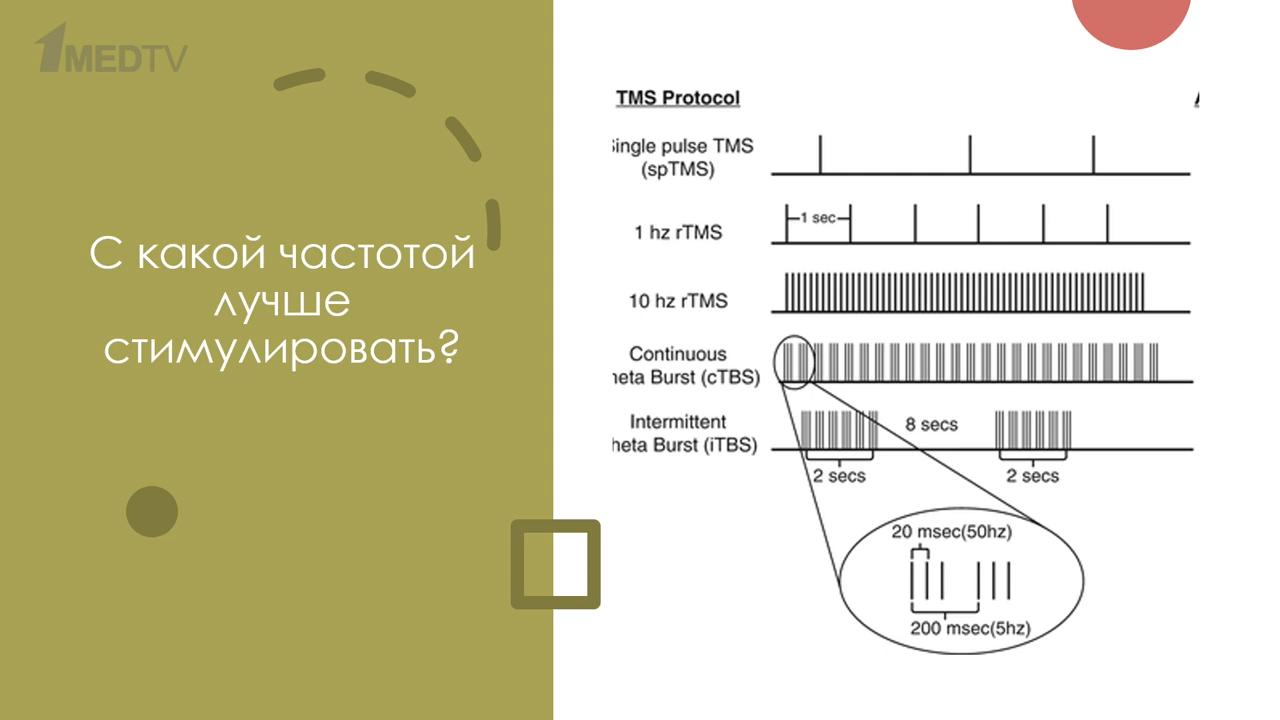 1MEDTV
С какой частотой
лучше
стимулировать?
TMS Protocol
Single pulse TMS
(spTMS)
1 sec
1 hz rTMS
10 hz rTMS
Continuous
heta Burst (cTBS)
Intermittent
heta Burst (iTBS)
8 secs
2 secs
2 secs
20 msec(50hz)
200 msec(5hz)